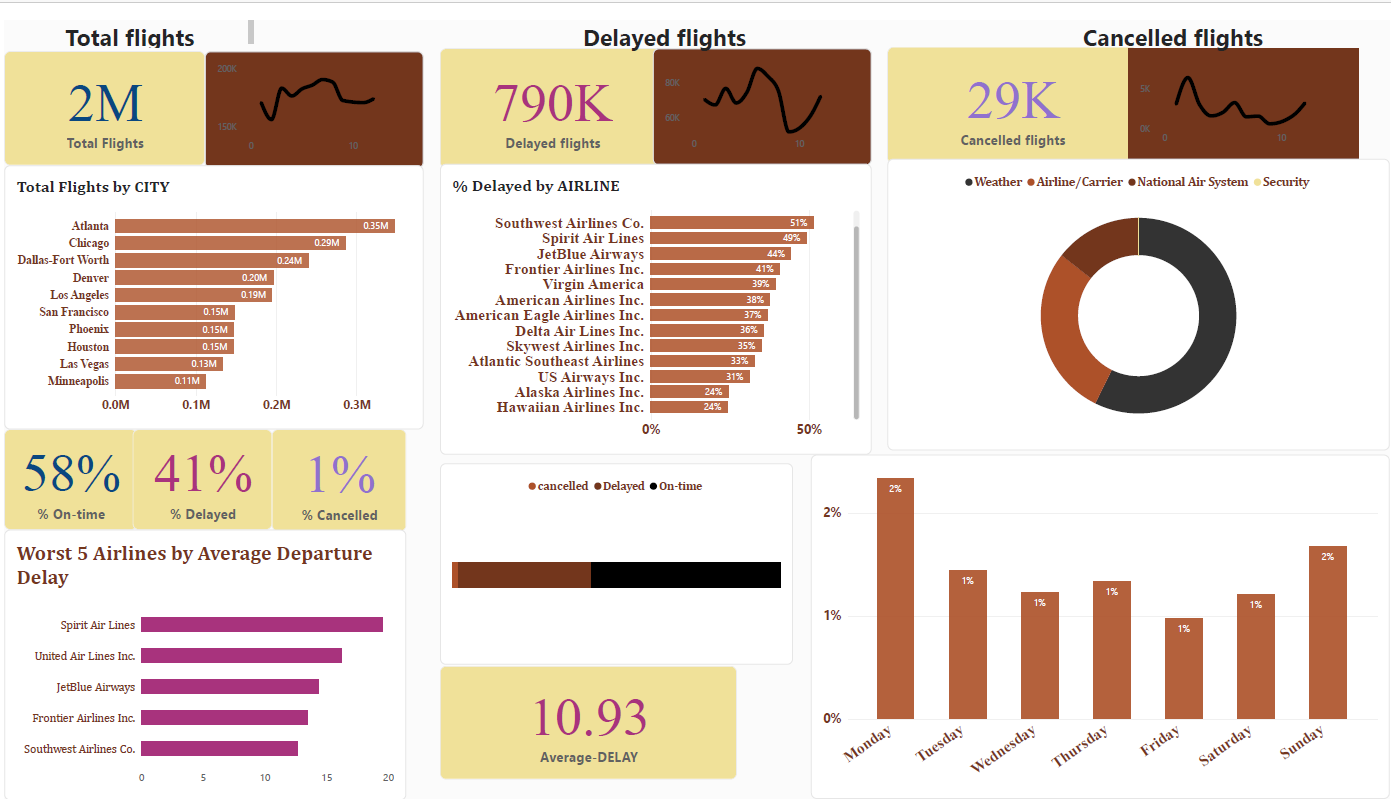 Total flights
Delayed flights
Cancelled flights
2M
Total Flights
200K
150K
0
10
790K
Delayed flights
80K
60K
0
10
29K
Cancelled flights
5K
0K
0
10
Total Flights by CITY
Atlanta 0.35M
Chicago 0.29M
Dallas-Fort Worth 0.24M
Denver 0.20M
Los Angeles 0.19M
San Francisco 0.15M
Phoenix 0.15M
Houston 0.15M
Las Vegas 0.13M
Minneapolis 0.11M
0.0M 0.1M 0.2M 0.3M
% Delayed by AIRLINE
Southwest Airlines Co. 51%
Spirit Air Lines 49%
JetBlue Airways 44%
Frontier Airlines Inc. 41%
Virgin America 39%
American Airlines Inc. 38%
American Eagle Airlines Inc. 37%
Delta Air Lines Inc. 36%
Skywest Airlines Inc. 35%
Atlantic Southeast Airlines 33%
US Airways Inc. 31%
Alaska Airlines Inc. 24%
Hawaiian Airlines Inc. 24%
0% 50%
Weather Airline/Carrier National Air System Security
58%
% On-time
41%
% Delayed
1%
% Cancelled
Worst 5 Airlines by Average Departure
Delay
Spirit Air Lines
United Air Lines Inc.
JetBlue Airways
Frontier Airlines Inc.
Southwest Airlines Co.
0 5 10 15 20
cancelled Delayed On-time
10.93
Average-DELAY
2%
1%
0%
2%
1%
1%
1%
1%
1%
2%
Monday Tuesday Wednesday Thursday Friday Saturday Sunday